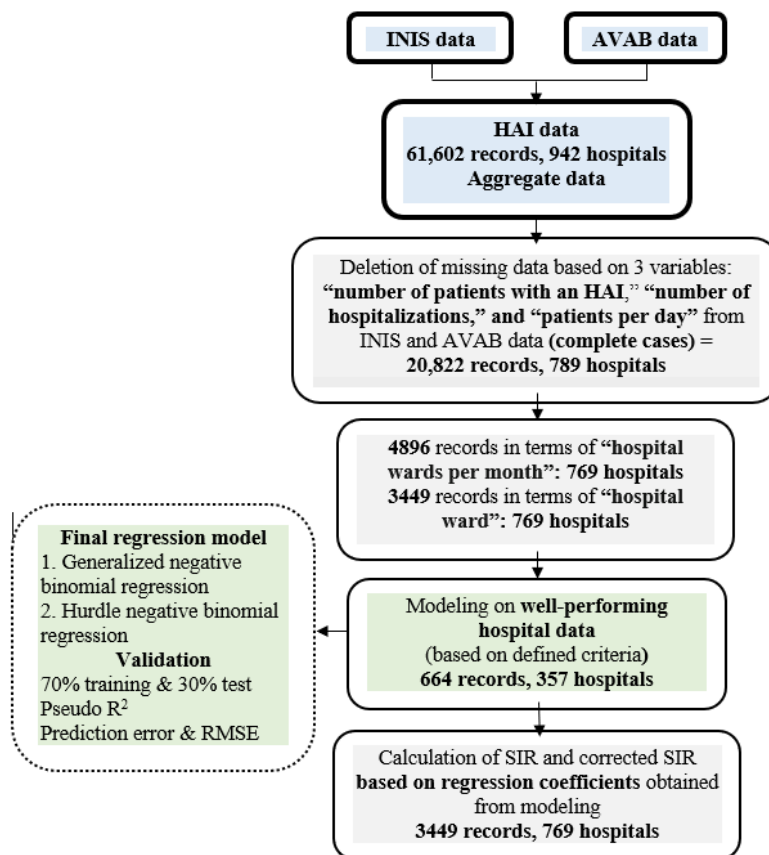 INIS data
AVAB data
HAI data
61,602 records, 942 hospitals
Aggregate data
Deletion of missing data based on 3 variables:
“number of patients with an HAI,” “number of
hospitalizations,” and “patients per day” from
INIS and AVAB data (complete cases) =
20,822 records, 789 hospitals
4896 records in terms of “hospital
wards per month”: 769 hospitals
3449 records in terms of “hospital
ward”: 769 hospitals
Final regression model
1. Generalized negative
binomial regression
2. Hurdle negative binomial
regression
Validation
70% training & 30% test
Pseudo R²
Prediction error & RMSE
Modeling on well-performing
hospital data
(based on defined criteria)
664 records, 357 hospitals
Calculation of SIR and corrected SIR
based on regression coefficients obtained
from modeling
3449 records, 769 hospitals